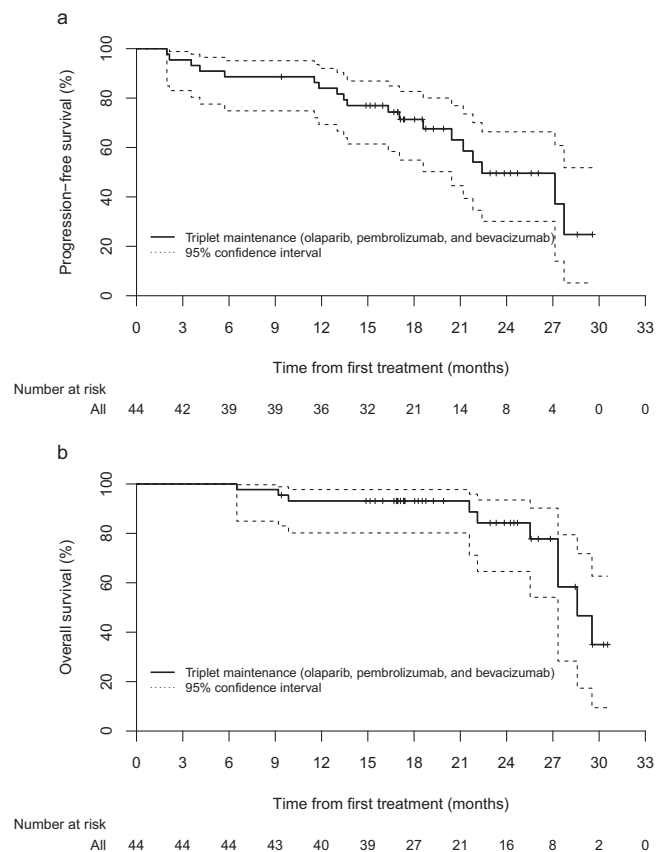 a
Progression−free survival (%)
100
80
60
40
20
0
Triplet maintenance (olaparib, pembrolizumab, and bevacizumab)
95% confidence interval
0 3 6 9 12 15 18 21 24 27 30 33
Time from first treatment (months)
Number at risk
All 44 42 39 39 36 32 21 14 8 4 0 0
b
Overall survival (%)
100
80
60
40
20
0
Triplet maintenance (olaparib, pembrolizumab, and bevacizumab)
95% confidence interval
0 3 6 9 12 15 18 21 24 27 30 33
Time from first treatment (months)
Number at risk
All 44 44 44 43 40 39 27 21 16 8 2 0